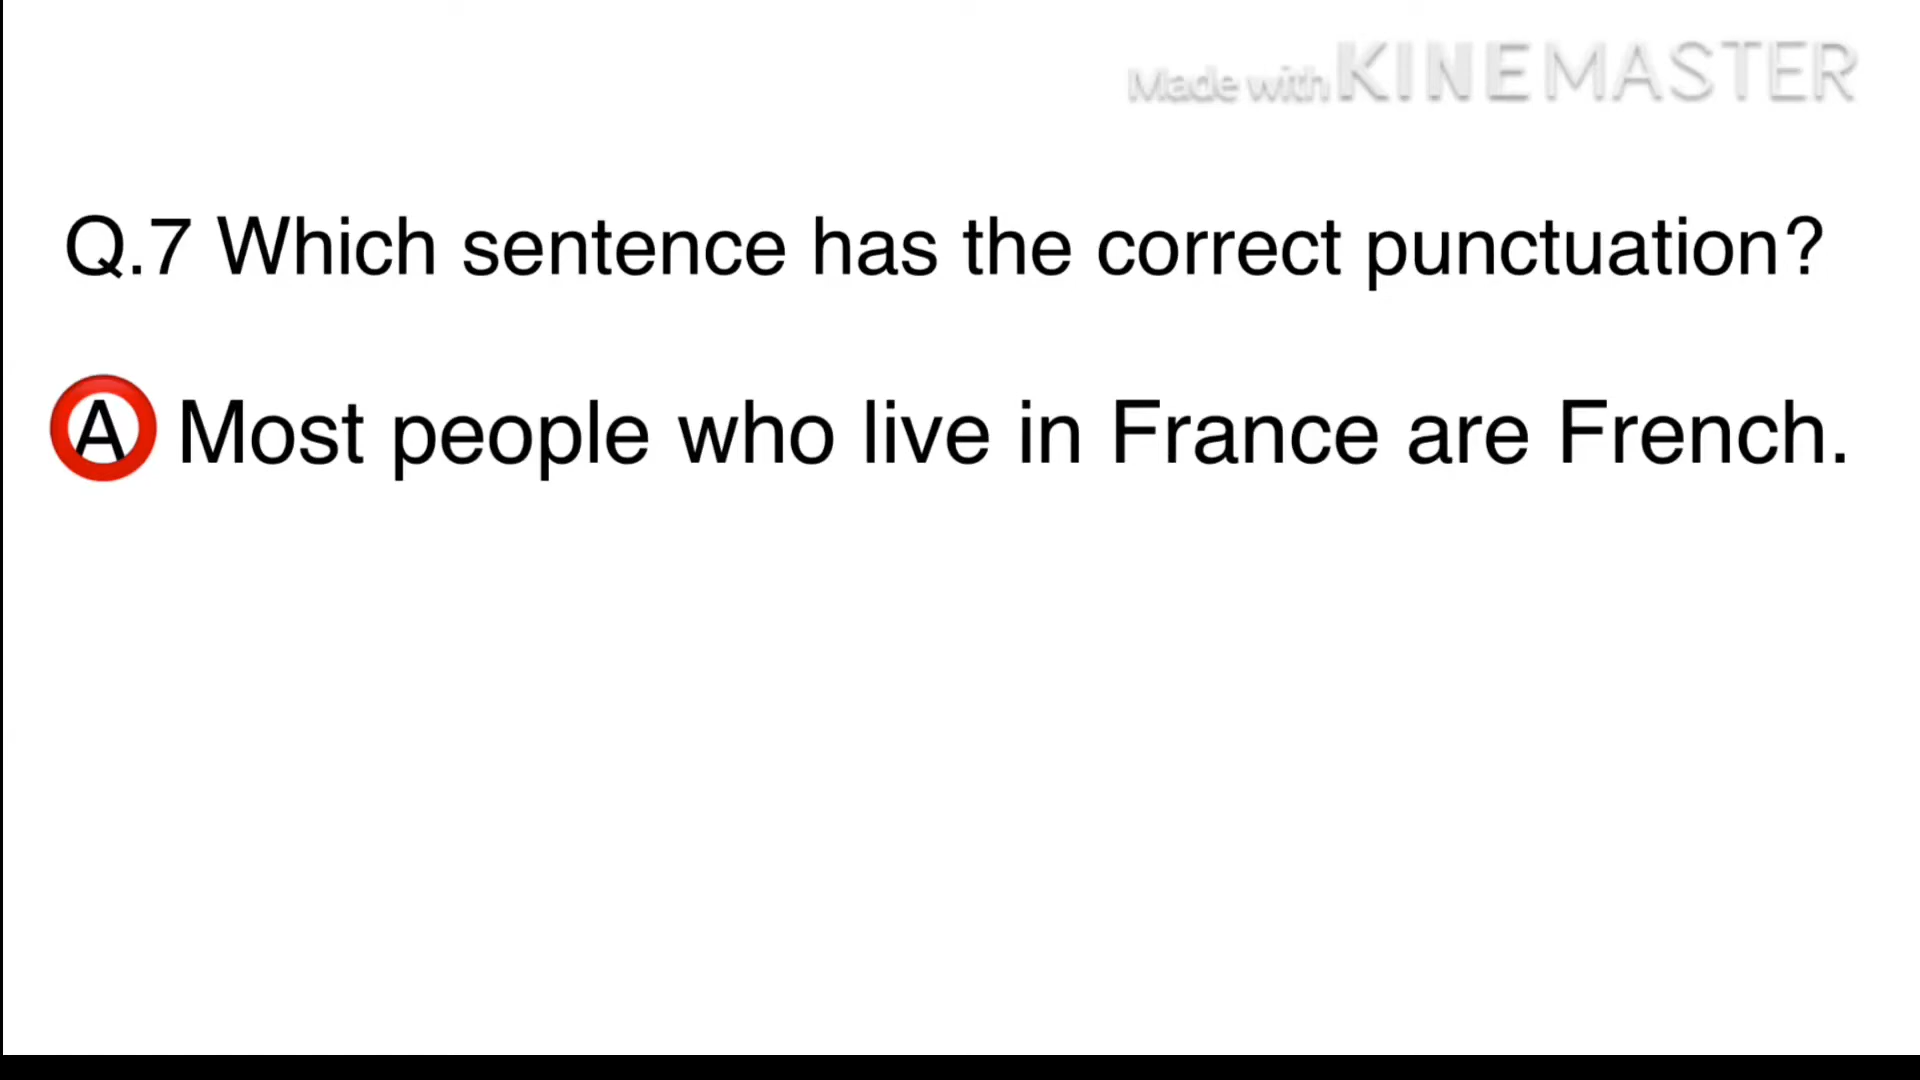 Made with KINEMASTER
Q.7 Which sentence has the correct punctuation?
A Most people who live in France are French.